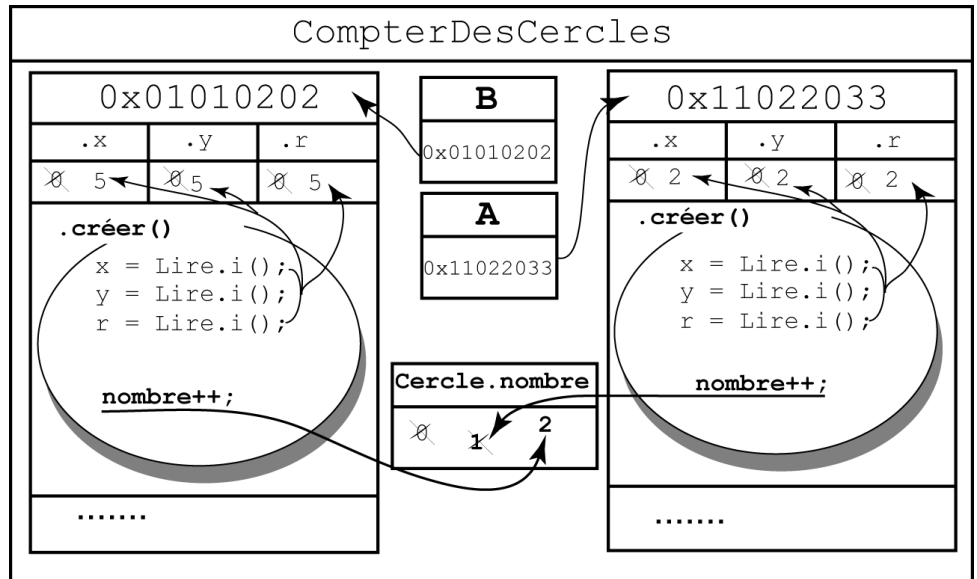 CompterDesCercles
0x01010202
.x .y .r
0 5 0 5 0 5
.créer()
x = Lire.i();
y = Lire.i();
r = Lire.i();
nombre++;
.......
B
0x01010202
A
0x11022033
Cercle.nombre
0 1 2
0x11022033
.x .y .r
0 2 0 2 0 2
.créer()
x = Lire.i();
y = Lire.i();
r = Lire.i();
nombre++;
.......